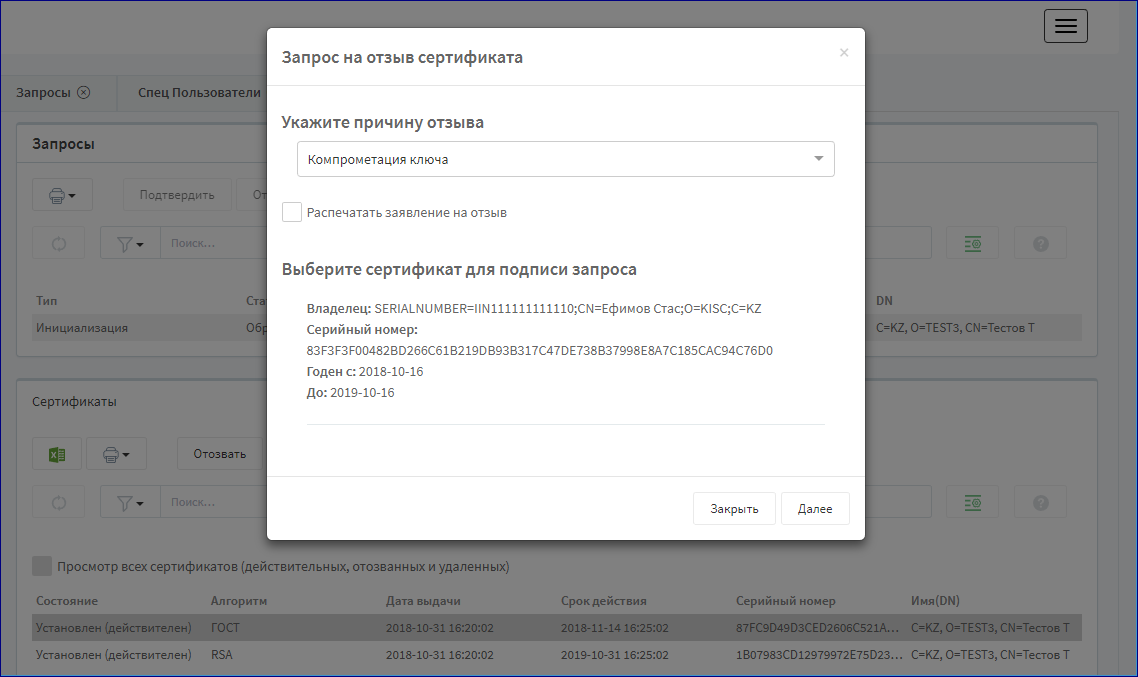 Запрос на отзыв сертификата
×
Запросы
Спец Пользователи
Укажите причину отзыва
Запросы
Компрометация ключа
Подтвердить
Распечатать заявление на отзыв
Поиск...
Выберите сертификат для подписи запроса
Тип
DN
Владелец: SERIALNUMBER=IIN111111111110;CN=Ефимов Стас;O=KISC;C=KZ
Инициализация
C=KZ, O=TEST3, CN=Тестов Т
Серийный номер:
83F3F3F00482BD266C61B219DB93B317C47DE738B37998E8A7C185CAC94C76D0
Годен с: 2018-10-16
До: 2019-10-16
Сертификаты
Отозвать
Поиск...
Закрыть
Далее
Просмотр всех сертификатов (действительных, отозванных и удаленных)
Состояние Алгоритм Дата выдачи Срок действия Серийный номер Имя(DN)
Установлен (действителен) ГОСТ 2018-10-31 16:20:02 2018-11-14 16:25:02 87FC9D49D3CED2606C521A... C=KZ, O=TEST3, CN=Тестов Т
Установлен (действителен) RSA 2018-10-31 16:20:02 2019-10-31 16:25:02 1B07983CD12979972E75D23... C=KZ, O=TEST3, CN=Тестов Т